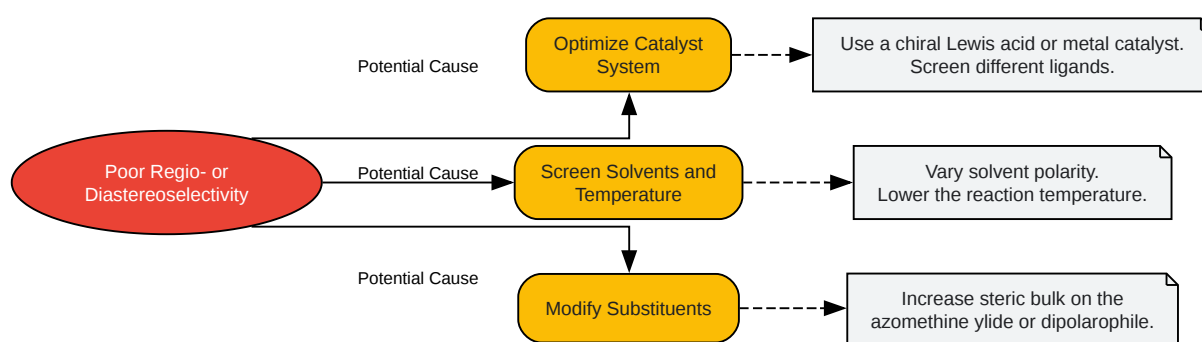 Poor Regio- or
Diastereoselectivity
Potential Cause
Optimize Catalyst
System
Use a chiral Lewis acid or metal catalyst.
Screen different ligands.
Potential Cause
Screen Solvents and
Temperature
Vary solvent polarity.
Lower the reaction temperature.
Potential Cause
Modify Substituents
Increase steric bulk on the
azomethine ylide or dipolarophile.